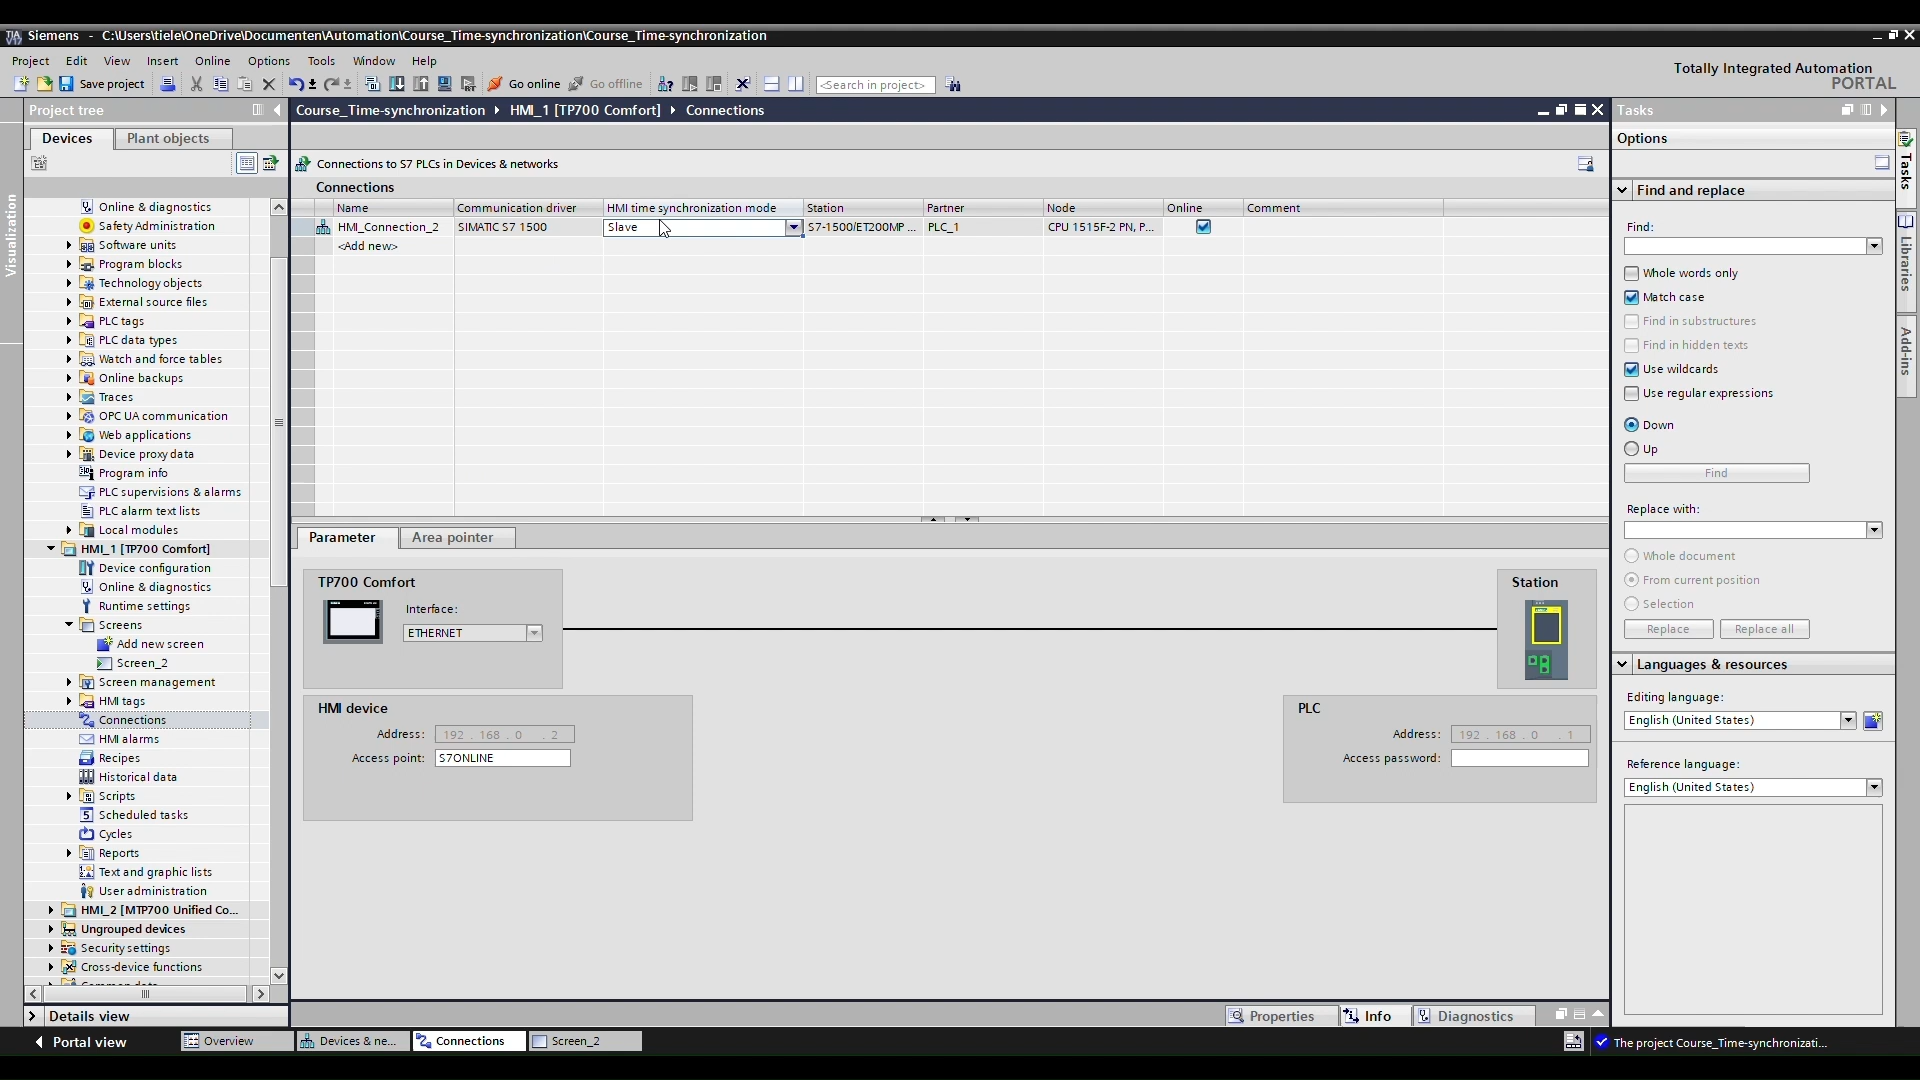 Siemens - C:\Users\tiele\OneDrive\Documenten\Automation\Course_Time-synchronization\Course_Time-synchronization
Project Edit View Insert Online Options Tools Window Help
Totally Integrated Automation
PORTAL
Save project Go online Go offline <Search in project>
Project tree
Course_Time-synchronization HMI_1 [TP700 Comfort] Connections
Tasks
Devices Plant objects
Options
Connections to S7 PLCs in Devices & networks
Connections
Name Communication driver HMI time synchronization mode Station Partner Node Online Comment
HMI_Connection_2 SIMATIC S7 1500 Slave S7-1500/ET200MP ... PLC_1 CPU 1515F-2 PN, P...
<Add new>
Visualization
Online & diagnostics
Safety Administration
Software units
Program blocks
Technology objects
External source files
PLC tags
PLC data types
Watch and force tables
Online backups
Traces
OPC UA communication
Web applications
Device proxy data
Program info
PLC supervisions & alarms
PLC alarm text lists
Local modules
HMI_1 [TP700 Comfort]
Device configuration
Online & diagnostics
Runtime settings
Screens
Add new screen
Screen_2
Screen management
HMI tags
Connections
HMI alarms
Recipes
Historical data
Scripts
Scheduled tasks
Cycles
Reports
Text and graphic lists
User administration
HMI_2 [MTP700 Unified Co...
Ungrouped devices
Security settings
Cross-device functions
Details view
Parameter Area pointer
TP700 Comfort
Interface:
ETHERNET
Station
HMI device
Address: 192 . 168 . 0 . 2
Access point: S7ONLINE
PLC
Address: 192 . 168 . 0 . 1
Access password:
Properties Info Diagnostics
Find and replace
Find:
Whole words only
Match case
Find in substructures
Find in hidden texts
Use wildcards
Use regular expressions
Down
Up
Find
Replace with:
Whole document
From current position
Selection
Replace Replace all
Languages & resources
Editing language:
English (United States)
Reference language:
English (United States)
Tasks
Libraries
Add-ins
Portal view Overview Devices & ne... Connections Screen_2
The project Course_Time-synchronizati...